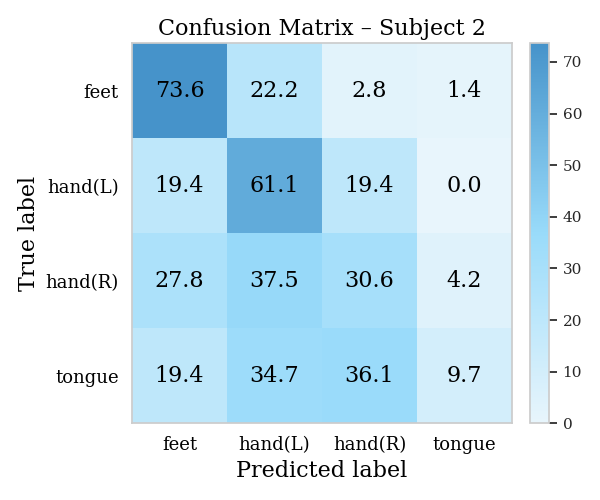 Confusion Matrix – Subject 2
True label
feet 73.6 22.2 2.8 1.4
hand(L) 19.4 61.1 19.4 0.0
hand(R) 27.8 37.5 30.6 4.2
tongue 19.4 34.7 36.1 9.7
feet hand(L) hand(R) tongue
Predicted label
70
60
50
40
30
20
10
0